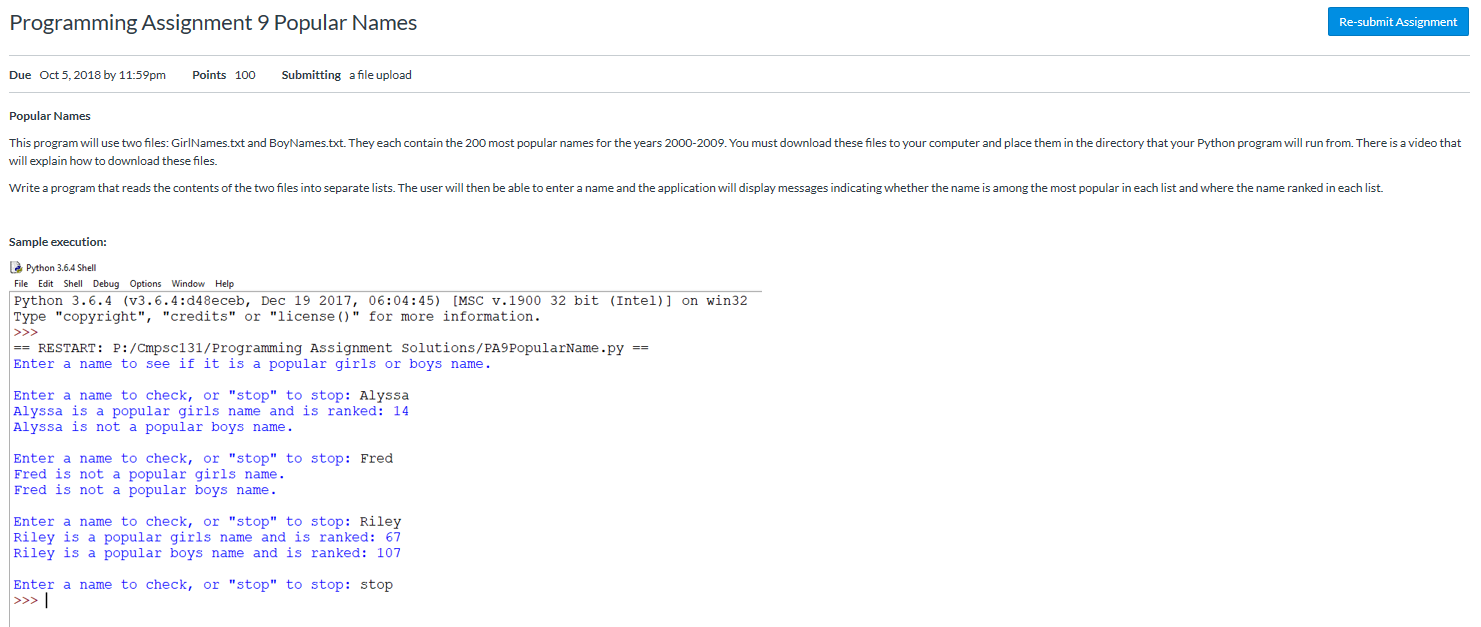 Programming Assignment 9 Popular Names
Re-submit Assignment
Due Oct 5, 2018 by 11:59pm Points 100 Submitting a file upload
Popular Names
This program will use two files: GirlNames.txt and BoyNames.txt. They each contain the 200 most popular names for the years 2000-2009. You must download these files to your computer and place them in the directory that your Python program will run from. There is a video that
will explain how to download these files.
Write a program that reads the contents of the two files into separate lists. The user will then be able to enter a name and the application will display messages indicating whether the name is among the most popular in each list and where the name ranked in each list.
Sample execution:
Python 3.6.4 Shell
File Edit Shell Debug Options Window Help
Python 3.6.4 (v3.6.4:d48eceb, Dec 19 2017, 06:04:45) [MSC v.1900 32 bit (Intel)] on win32
Type "copyright", "credits" or "license()" for more information.
>>>
== RESTART: P:/Cmpsc131/Programming Assignment Solutions/PA9PopularName.py ==
Enter a name to see if it is a popular girls or boys name.
Enter a name to check, or "stop" to stop: Alyssa
Alyssa is a popular girls name and is ranked: 14
Alyssa is not a popular boys name.
Enter a name to check, or "stop" to stop: Fred
Fred is not a popular girls name.
Fred is not a popular boys name.
Enter a name to check, or "stop" to stop: Riley
Riley is a popular girls name and is ranked: 67
Riley is a popular boys name and is ranked: 107
Enter a name to check, or "stop" to stop: stop
>>>